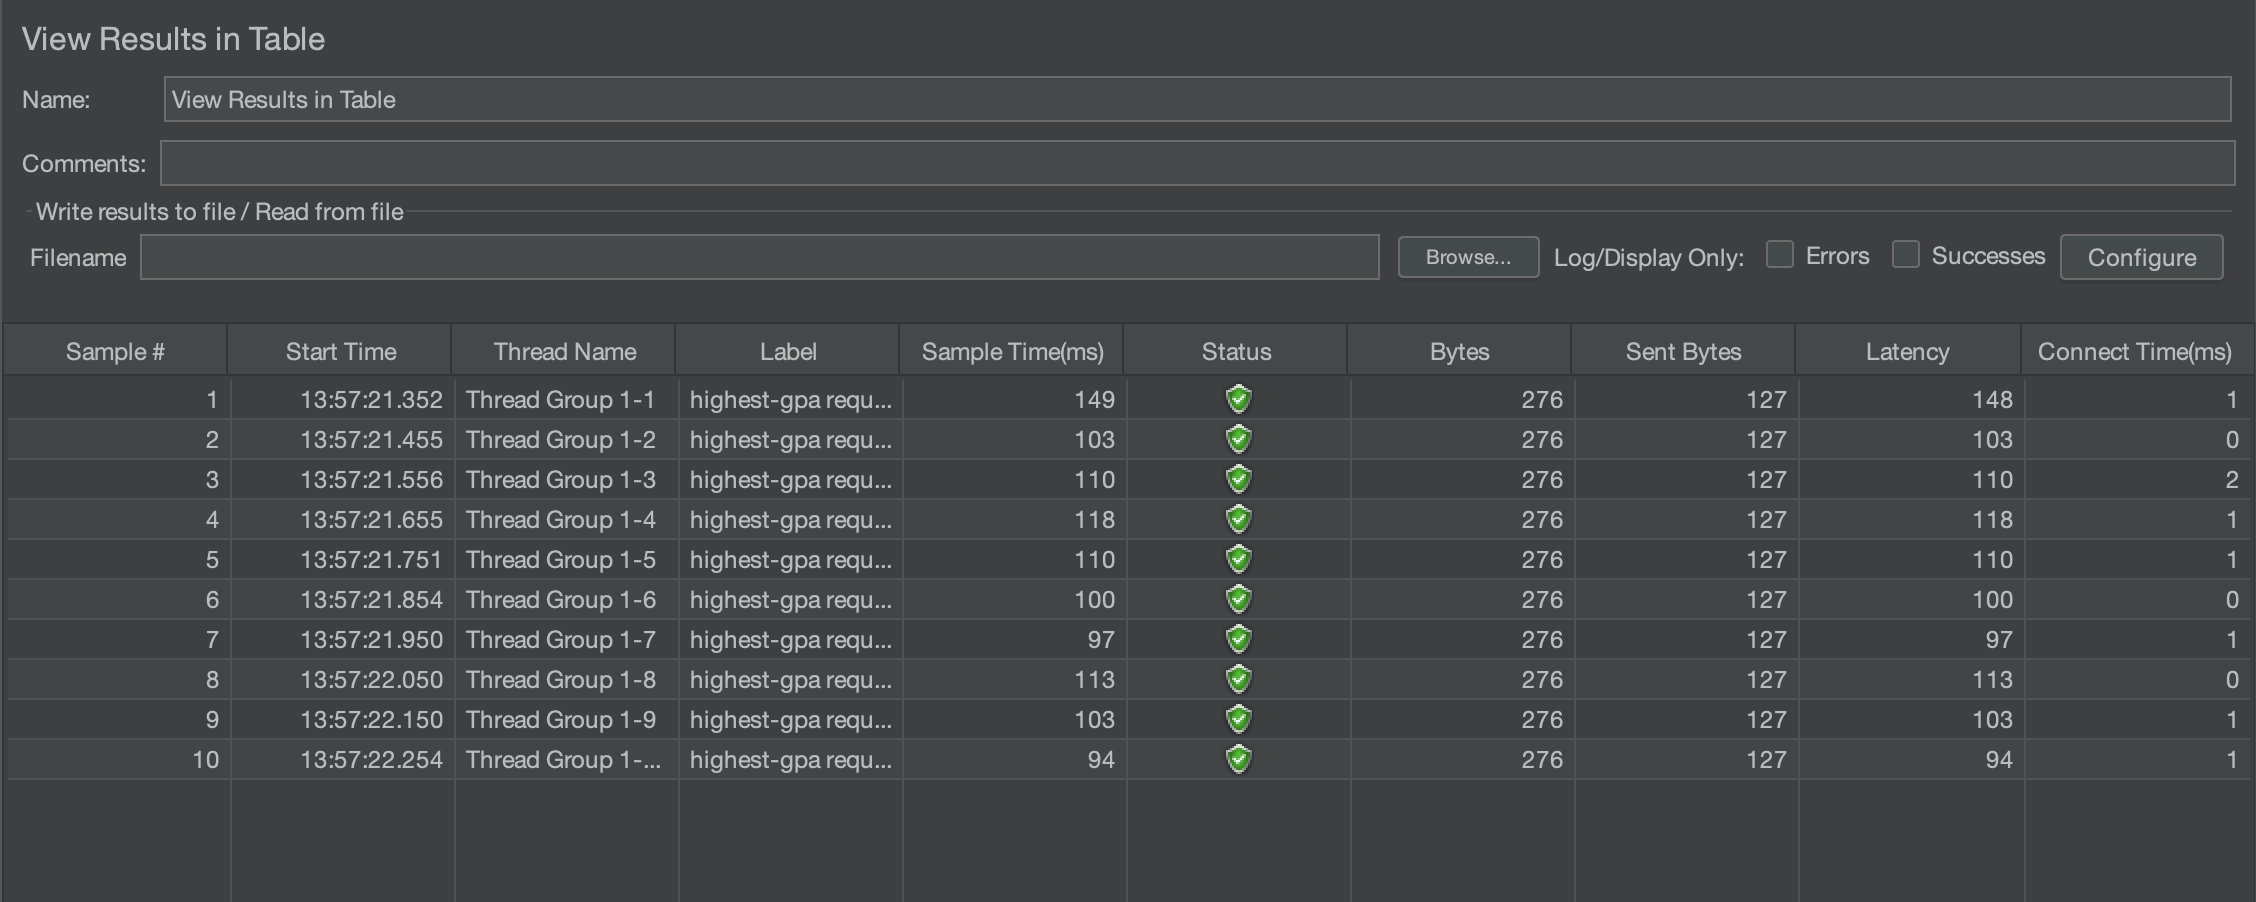 View Results in Table
Name: View Results in Table
Comments:
Write results to file / Read from file
Filename Browse... Log/Display Only: Errors Successes Configure
Sample # Start Time Thread Name Label Sample Time(ms) Status Bytes Sent Bytes Latency Connect Time(ms)
1 13:57:21.352 Thread Group 1-1 highest-gpa requ... 149 276 127 148 1
2 13:57:21.455 Thread Group 1-2 highest-gpa requ... 103 276 127 103 0
3 13:57:21.556 Thread Group 1-3 highest-gpa requ... 110 276 127 110 2
4 13:57:21.655 Thread Group 1-4 highest-gpa requ... 118 276 127 118 1
5 13:57:21.751 Thread Group 1-5 highest-gpa requ... 110 276 127 110 1
6 13:57:21.854 Thread Group 1-6 highest-gpa requ... 100 276 127 100 0
7 13:57:21.950 Thread Group 1-7 highest-gpa requ... 97 276 127 97 1
8 13:57:22.050 Thread Group 1-8 highest-gpa requ... 113 276 127 113 0
9 13:57:22.150 Thread Group 1-9 highest-gpa requ... 103 276 127 103 1
10 13:57:22.254 Thread Group 1-... highest-gpa requ... 94 276 127 94 1